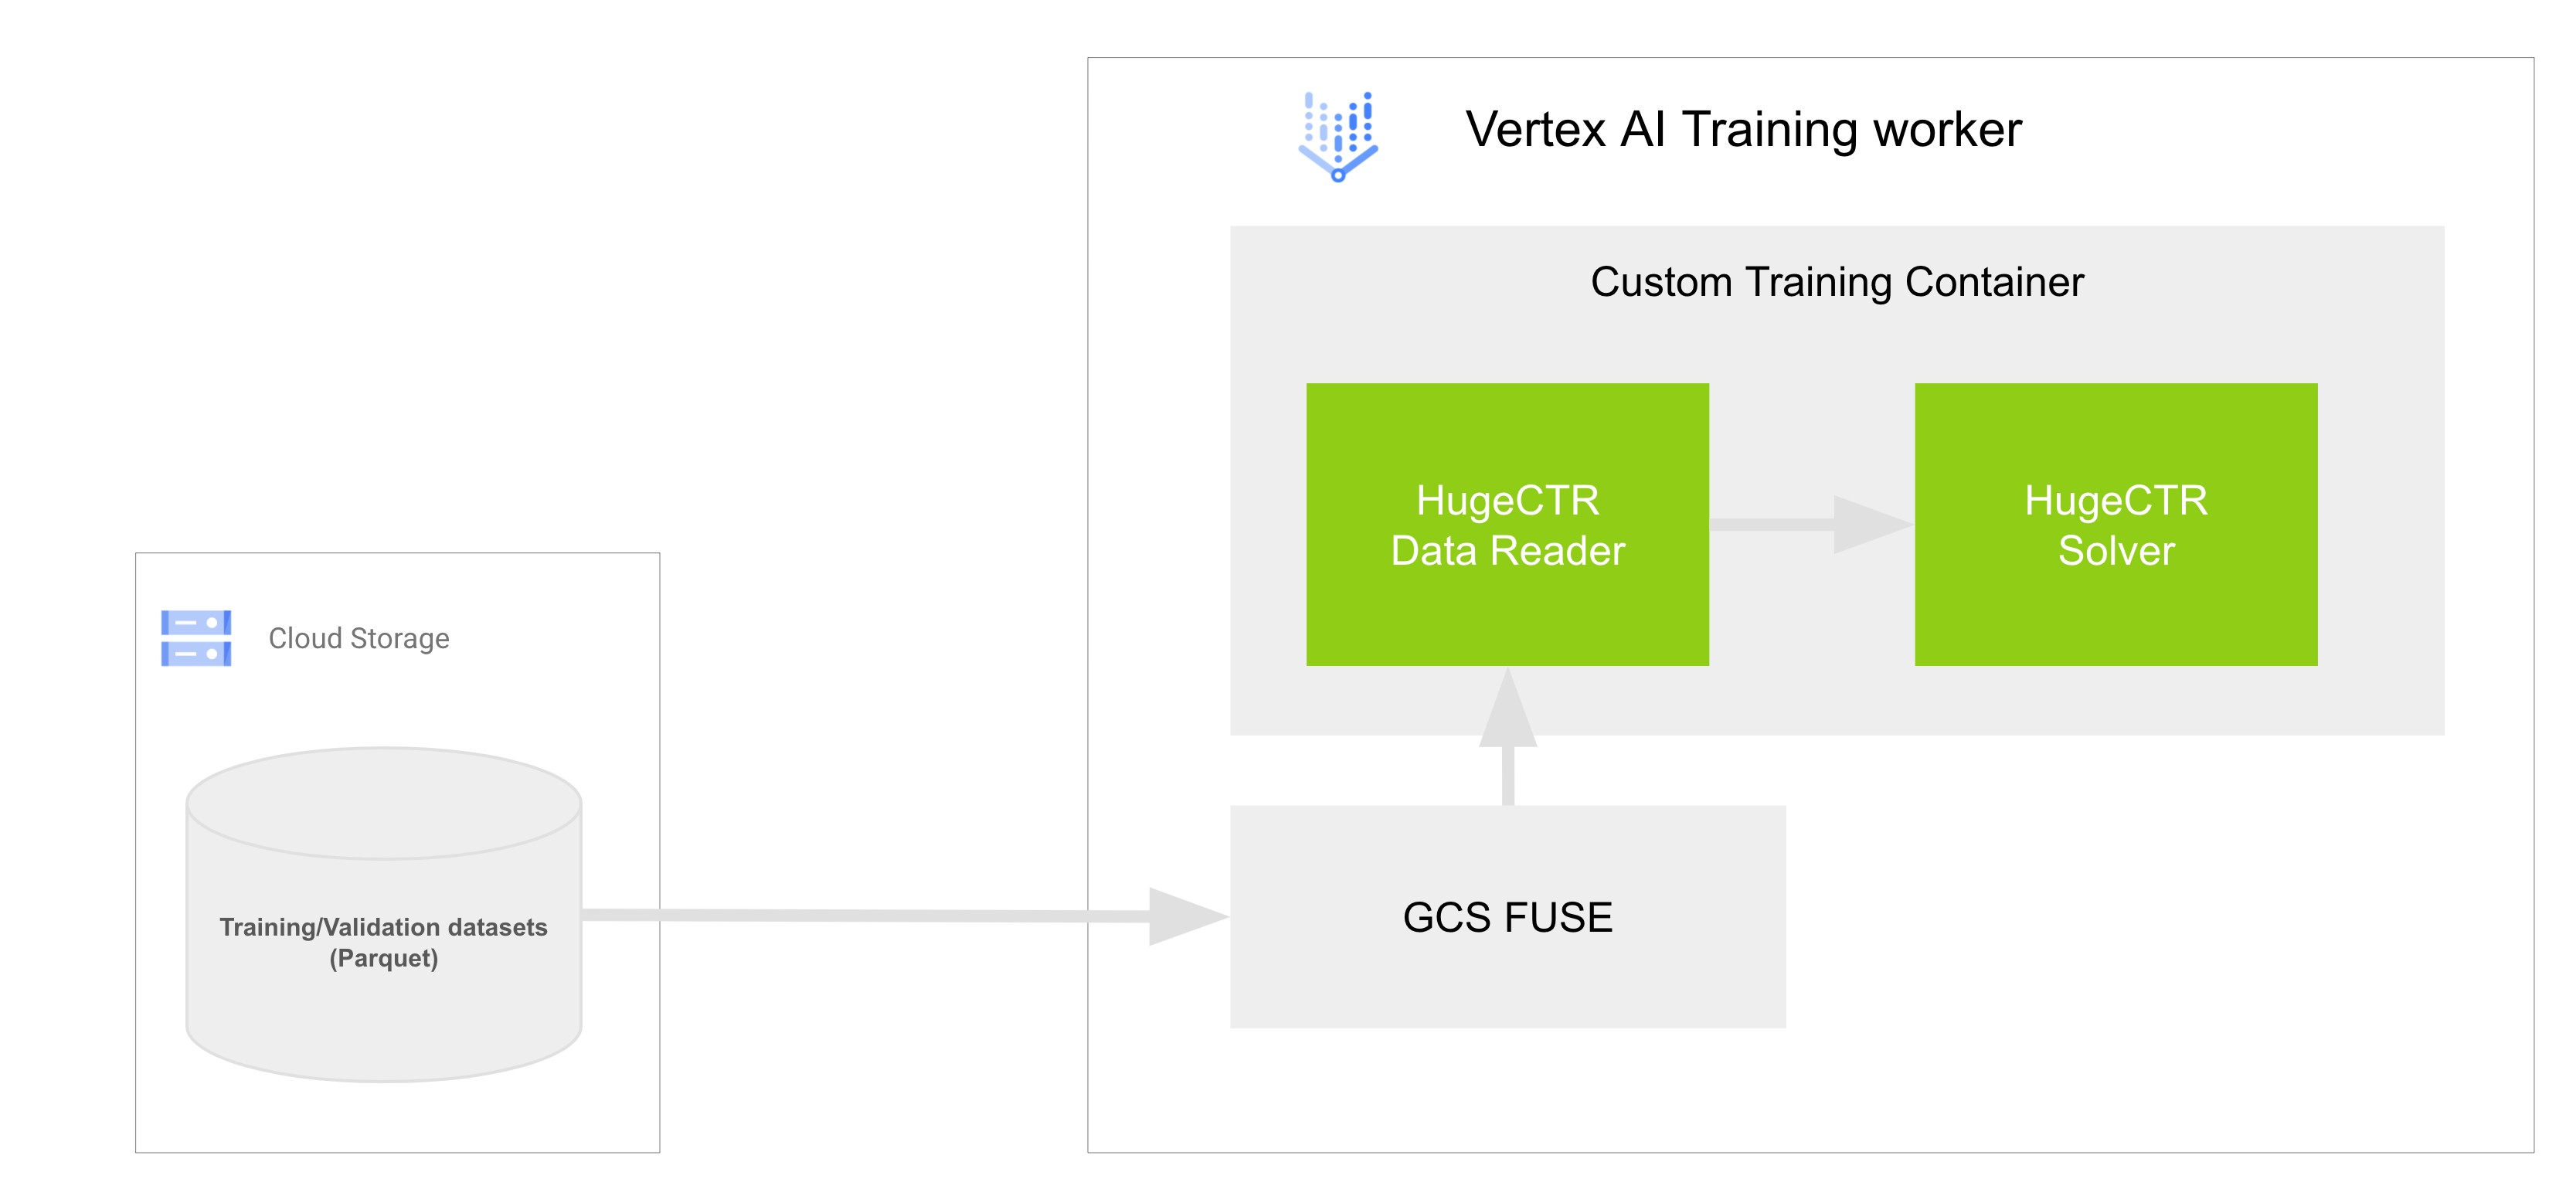 Vertex AI Training worker
Custom Training Container
HugeCTR
Data Reader
HugeCTR
Solver
Cloud Storage
Training/Validation datasets
(Parquet)
GCS FUSE